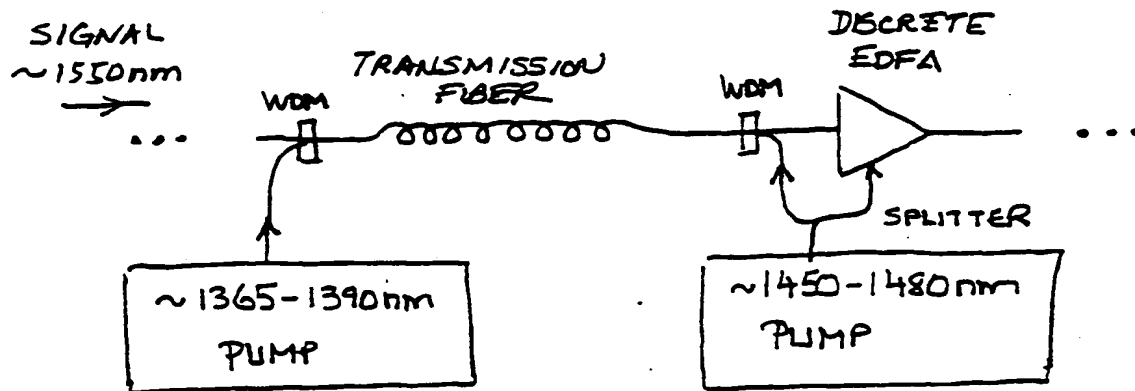 SIGNAL
~1550nm
...
WDM
TRANSMISSION
FIBER
WDM
DISCRETE
EDFA
...
SPLITTER
~1365-1390nm
PUMP
~1450-1480nm
PUMP